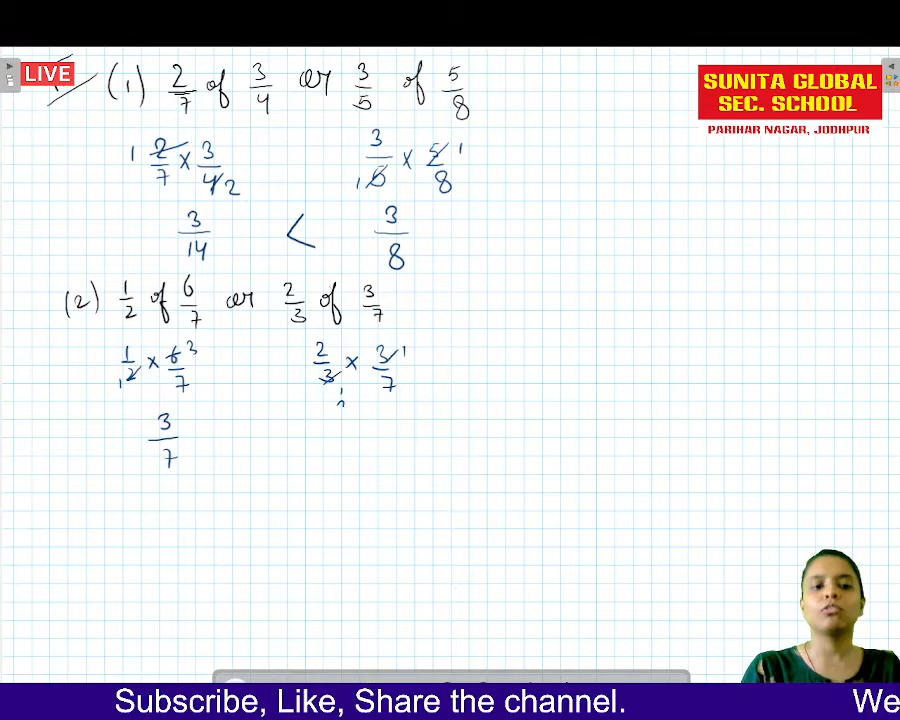 LIVE
(1) 2/7 of 3/4 or 3/5 of 5/8
SUNITA GLOBAL
SEC. SCHOOL
PARIHAR NAGAR, JODHPUR
1 2/7 × 3/4 2 3/5 1 × 5/8 1
3/14 < 3/8
(2) 1/2 of 6/7 or 2/3 of 3/7
1/2 1 × 6/7 3 2/3 1 × 3/7 1
3/7
Subscribe, Like, Share the channel. We